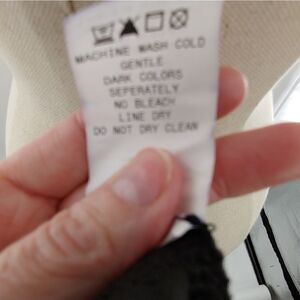 MACHINE WASH COLD
GENTLE
DARK COLORS
SEPERATELY
NO BLEACH
LINE DRY
DO NOT DRY CLEAN